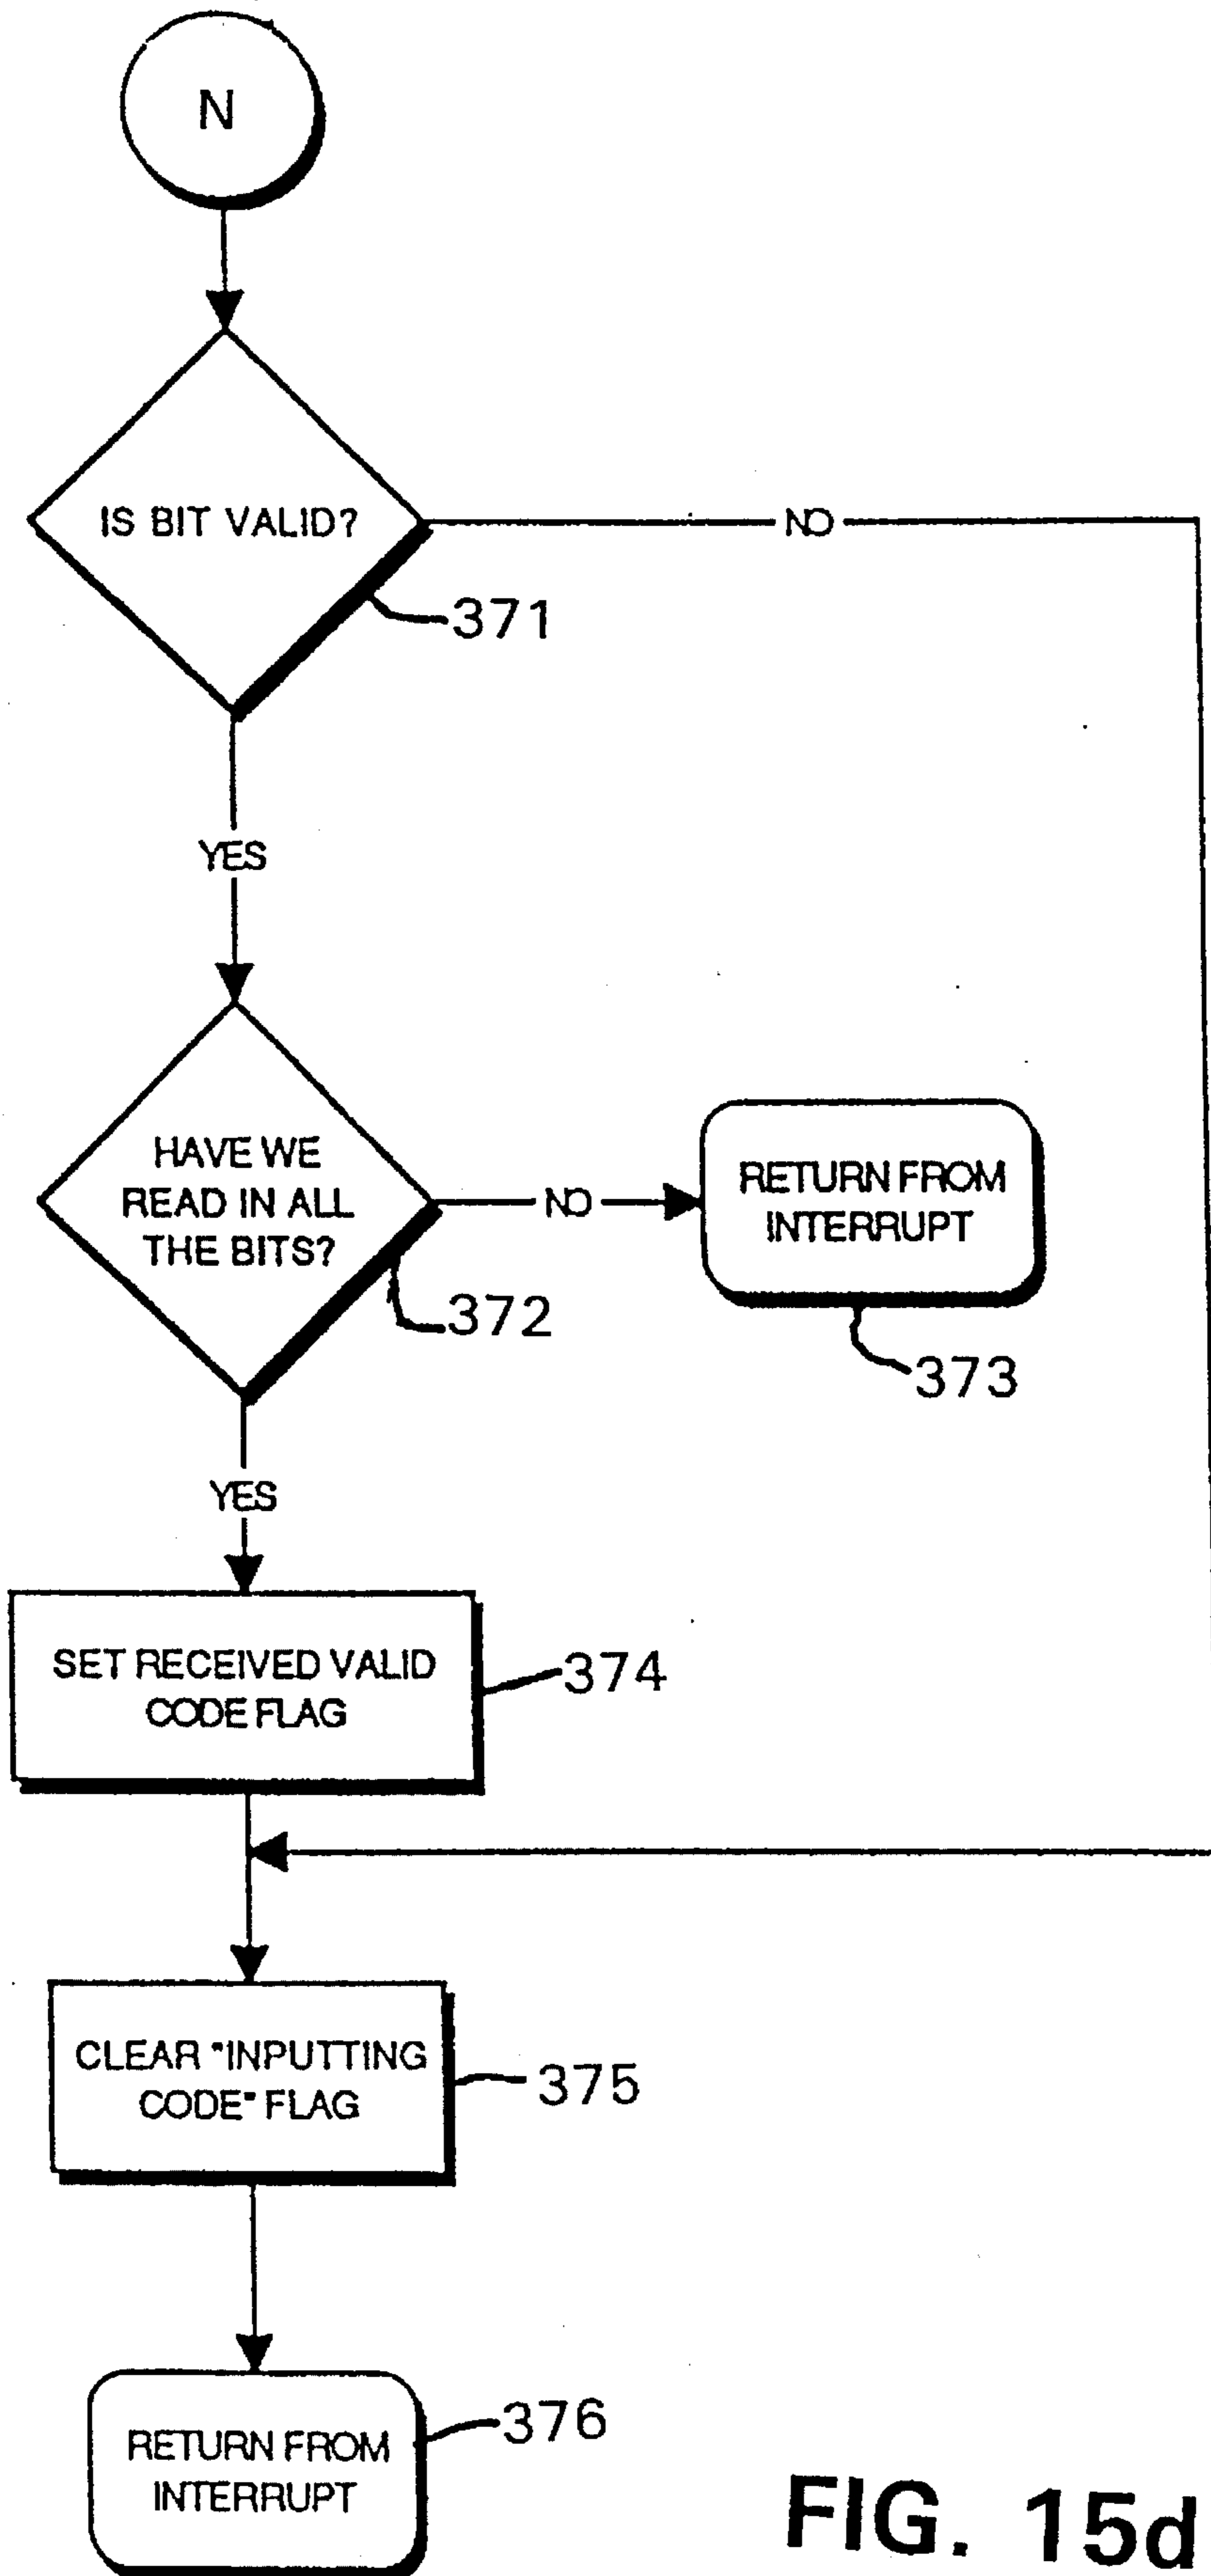 N
IS BIT VALID?
NO
371
YES
HAVE WE
READ IN ALL
THE BITS?
NO
RETURN FROM
INTERRUPT
372
373
YES
SET RECEIVED VALID
CODE FLAG
374
CLEAR "INPUTTING
CODE" FLAG
375
RETURN FROM
INTERRUPT
376
FIG. 15d